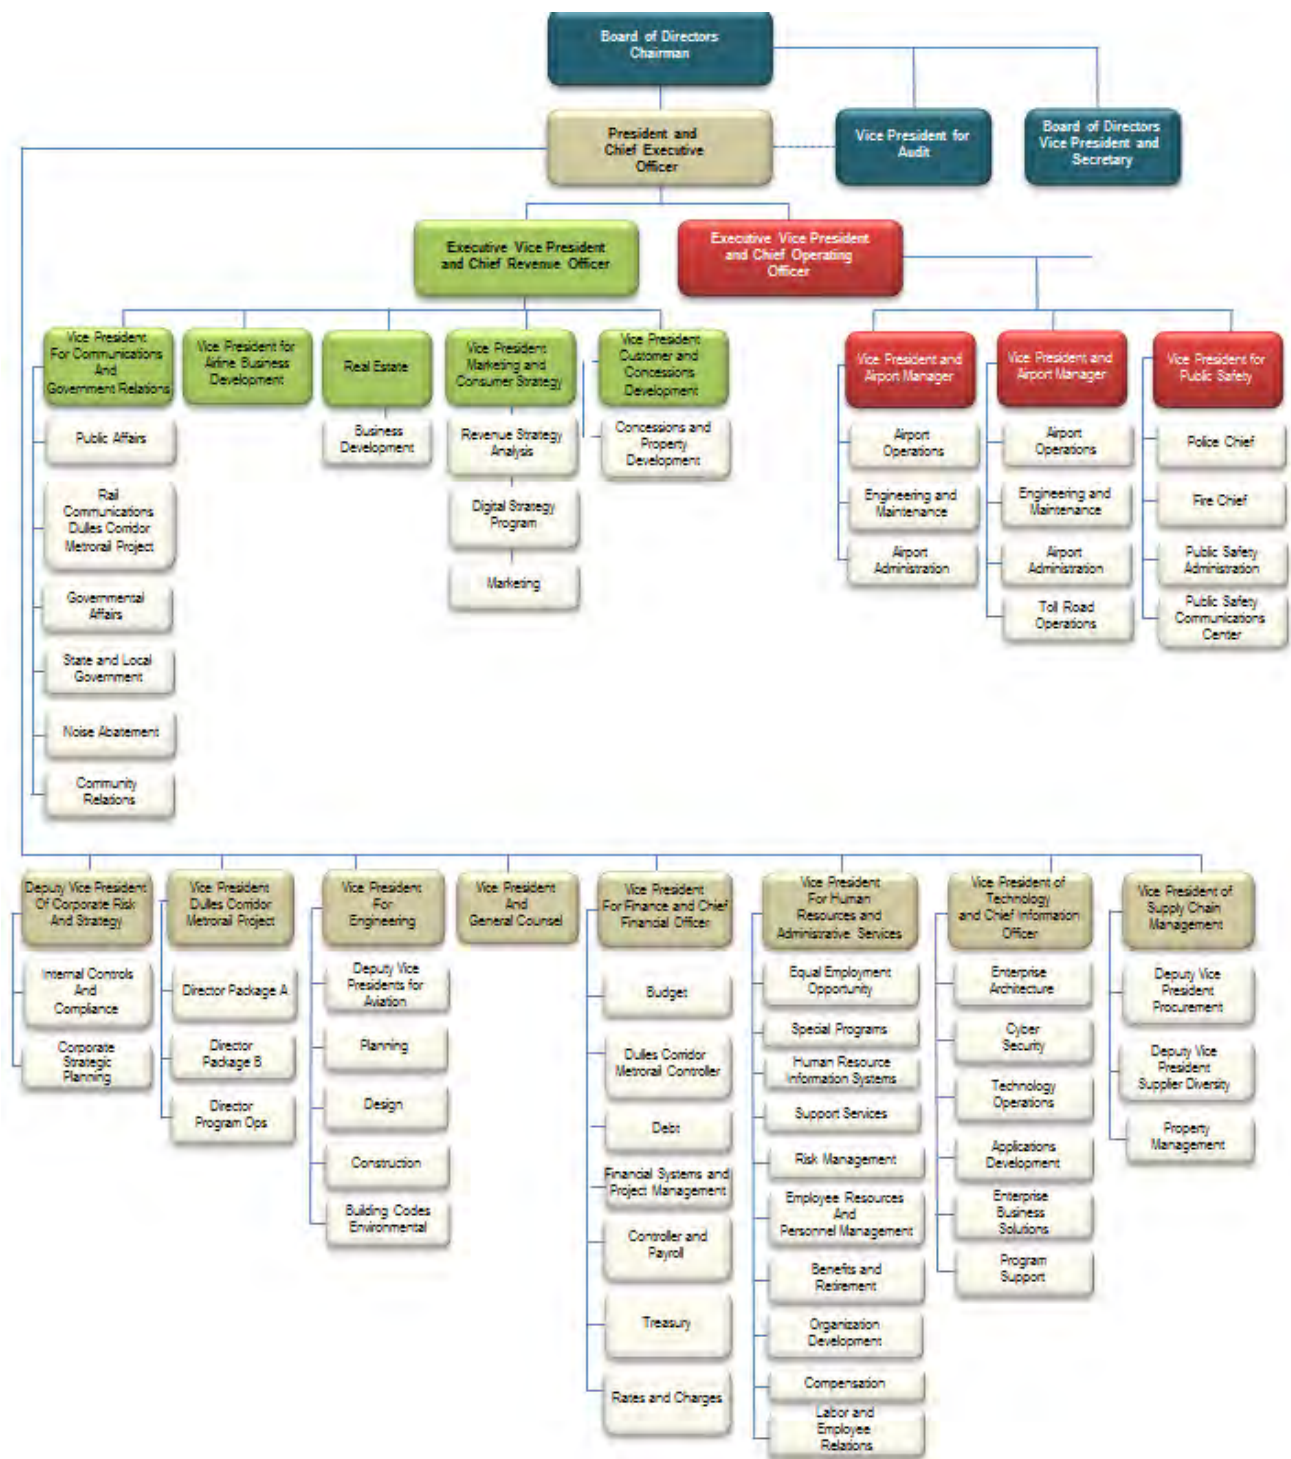 Board of Directors
Chairman
President and
Chief Executive
Officer
Vice President for
Audit
Board of Directors
Vice President and
Secretary
Executive Vice President
and Chief Revenue Officer
Executive Vice President
and Chief Operating
Officer
Vice President
For Communications
And
Government Relations
Vice President for
Airline Business
Development
Real Estate
Vice President
Marketing and
Consumer Strategy
Vice President
Customer and
Concessions
Development
Vice President and
Airport Manager
Vice President and
Airport Manager
Vice President for
Public Safety
Public Affairs
Rail
Communications
Dulles Corridor
Metrorail Project
Governmental
Affairs
State and Local
Government
Noise Abatement
Community
Relations
Business
Development
Revenue Strategy
Analysis
Digital Strategy
Program
Marketing
Concessions and
Property
Development
Airport
Operations
Engineering and
Maintenance
Airport
Administration
Airport
Operations
Engineering and
Maintenance
Airport
Administration
Toll Road
Operations
Police Chief
Fire Chief
Public Safety
Administration
Public Safety
Communications
Center
Deputy Vice President
Of Corporate Risk
And Strategy
Internal Controls
And
Compliance
Corporate
Strategic
Planning
Vice President
Dulles Corridor
Metrorail Project
Director Package A
Director
Package B
Director
Program Ops
Vice President
For
Engineering
Deputy Vice
Presidents for
Aviation
Planning
Design
Construction
Building Codes
Environmental
Vice President
And
General Counsel
Vice President
For Finance and Chief
Financial Officer
Budget
Dulles Corridor
Metrorail Controller
Debt
Financial Systems and
Project Management
Controller and
Payroll
Treasury
Rates and Charges
Vice President
For Human
Resources and
Administrative Services
Equal Employment
Opportunity
Special Programs
Human Resource
Information Systems
Support Services
Risk Management
Employee Resources
And
Personnel Management
Benefits and
Retirement
Organization
Development
Compensation
Labor and
Employee
Relations
Vice President of
Technology
and Chief Information
Officer
Enterprise
Architecture
Cyber
Security
Technology
Operations
Applications
Development
Enterprise
Business
Solutions
Program
Support
Vice President of
Supply Chain
Management
Deputy Vice
President
Procurement
Deputy Vice
President
Supplier Diversity
Property
Management